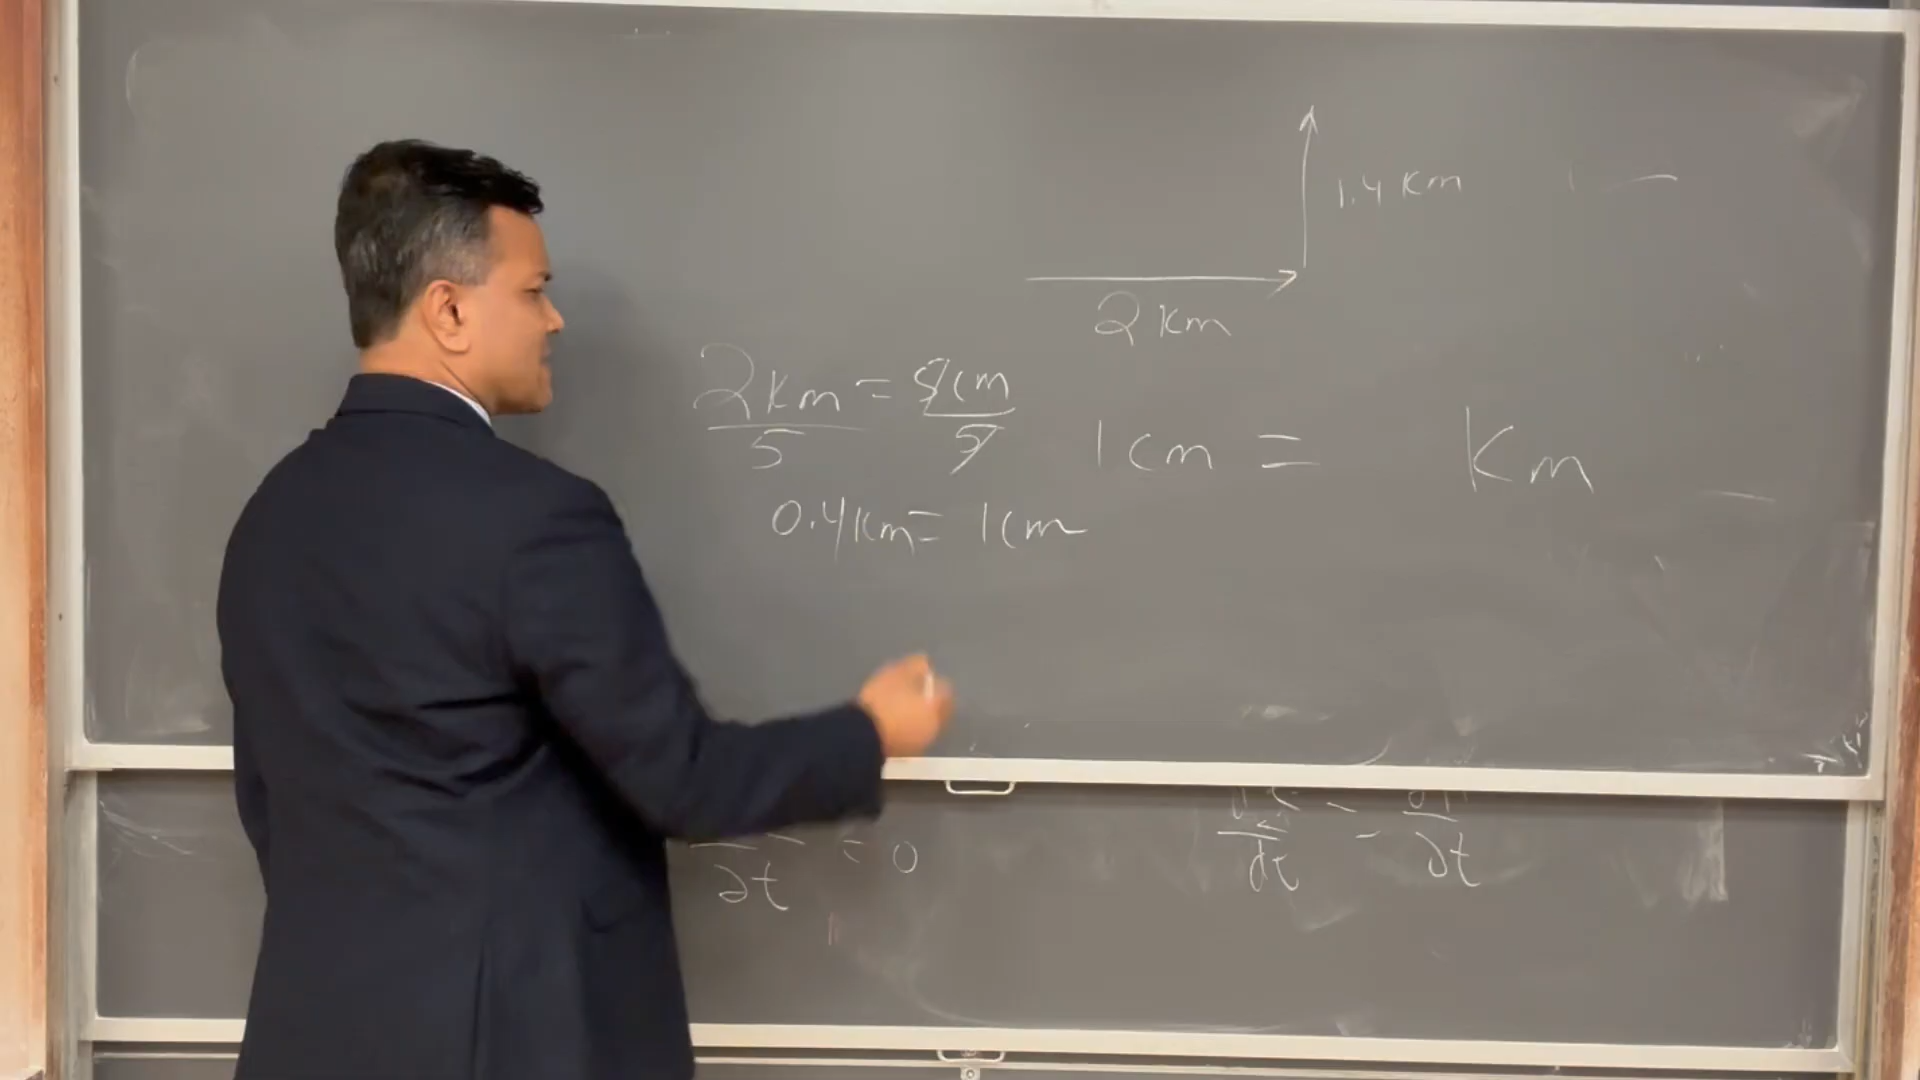 1.4 km
2 km
2 km = 5 cm
5 5
1 cm = km
0.4 km = 1 cm
∂t = 0
dt = ∂t